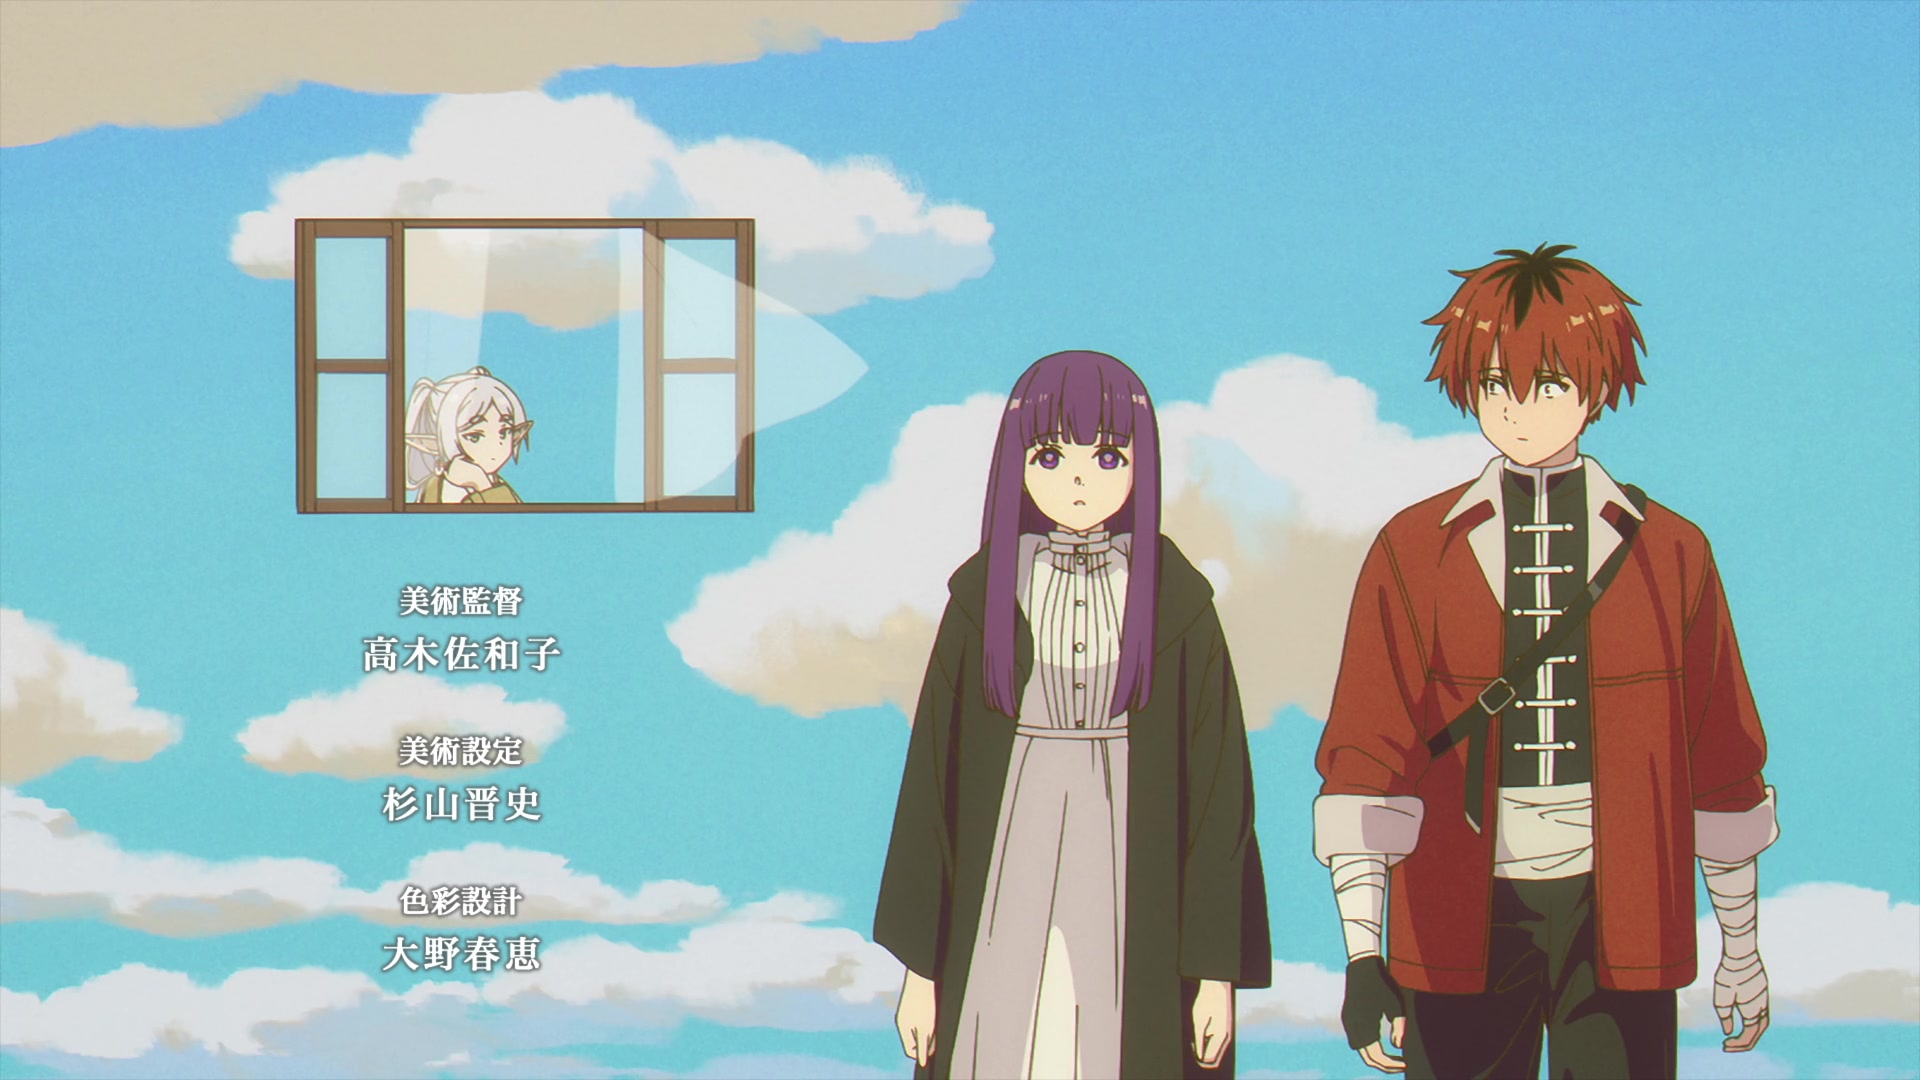 美術監督
高木佐和子
美術設定
杉山晋史
色彩設計
大野春恵